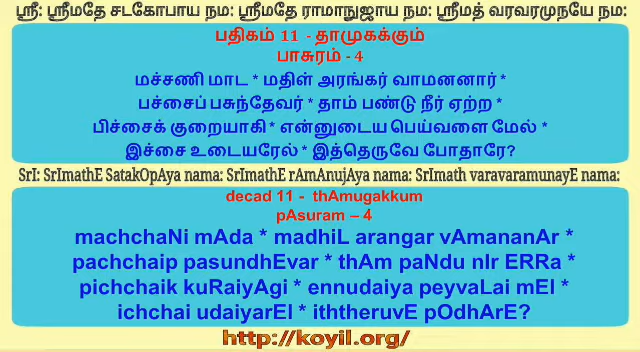 ஸ்ரீ: ஸ்ரீமதே சடகோபாய நம: ஸ்ரீமதே ராமாநுஜாய நம: ஸ்ரீமத் வரவரமுநயே நம:
பதிகம் 11 - தாமுகக்கும்
பாசுரம் - 4
மச்சணி மாட * மதிள் அரங்கர் வாமனனார் *
பச்சைப் பசுந்தேவர் * தாம் பண்டு நீர் ஏற்ற *
பிச்சைக் குறையாகி * என்னுடைய பெய்வளை மேல் *
இச்சை உடையரேல் * இத்தெருவே போதாரே?
SrI: SrImathE SatakOpAya nama: SrImathE rAmAnujAya nama: SrImath varavaramunayE nama:
decad 11 - thAmugakkum
pAsuram – 4
machchaNi mAda * madhiL arangar vAmananAr *
pachchaip pasundhEvar * thAm paNdu nIr ERRa *
pichchaik kuRaiyAgi * ennudaiya peyvaLai mEl *
ichchai udaiyarEl * iththeruvE pOdhArE?
http://koyil.org/